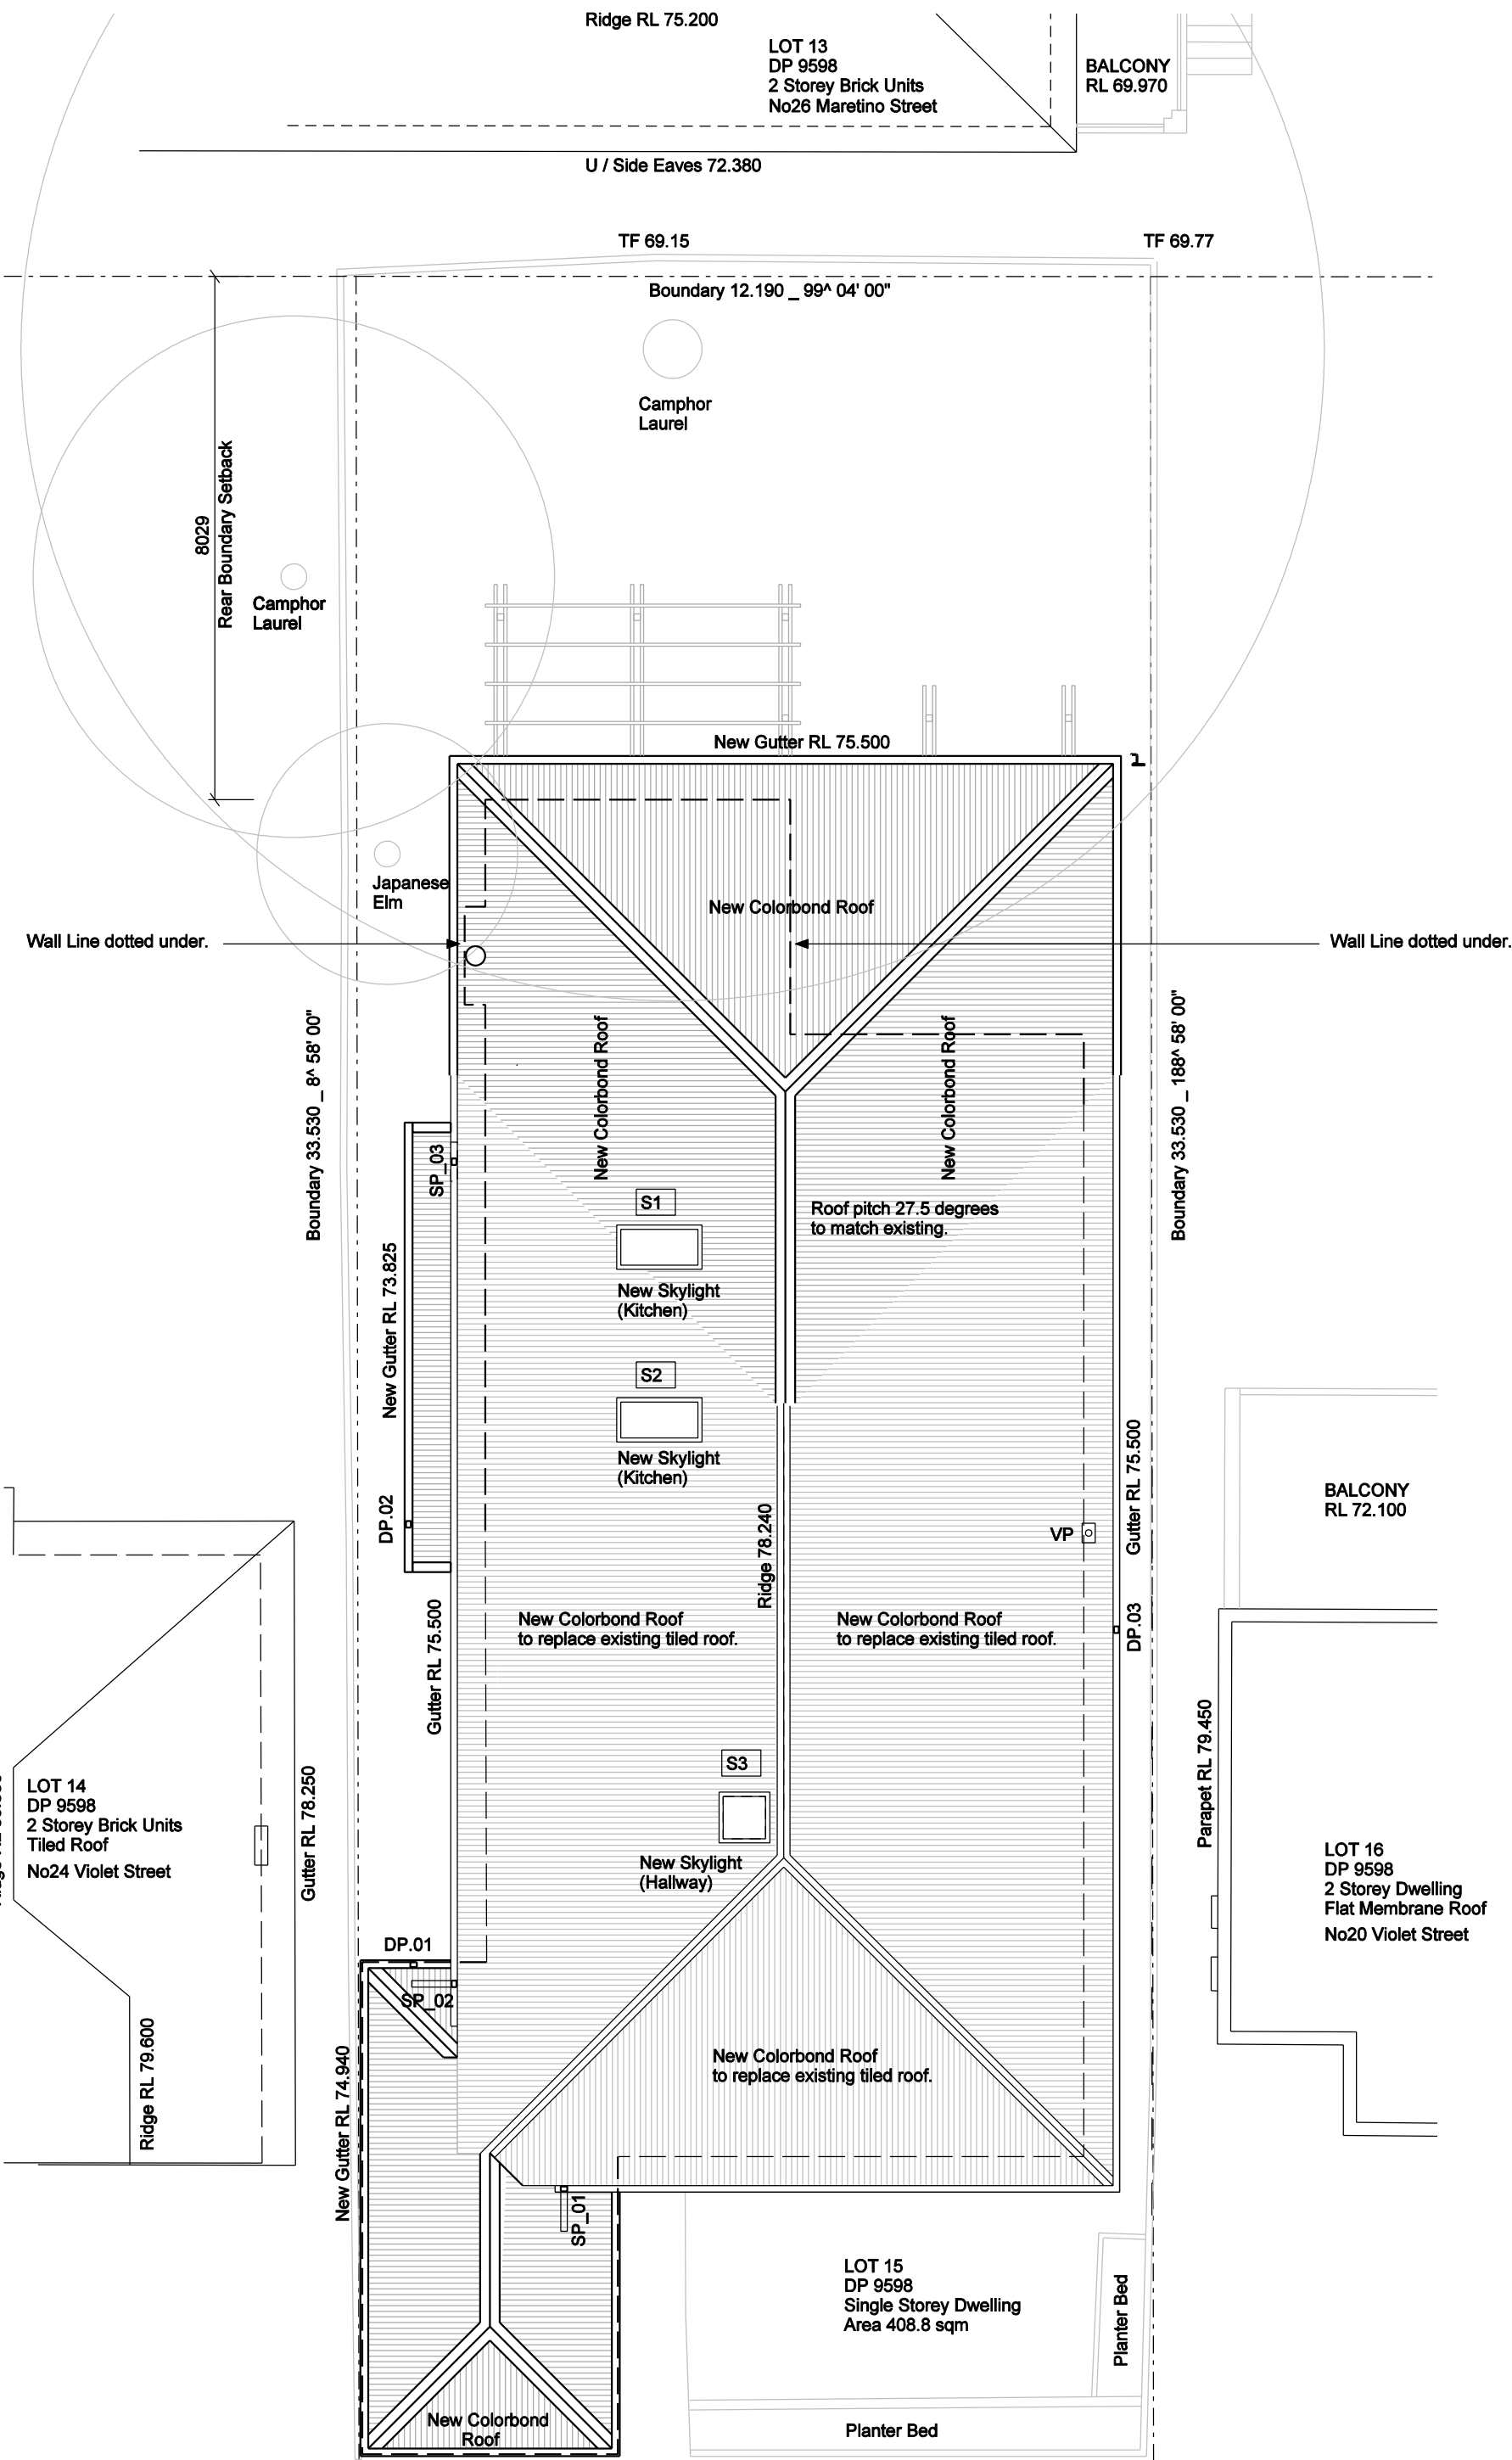 Ridge RL 75.200
LOT 13
DP 9598
2 Storey Brick Units
No26 Maretino Street
BALCONY
RL 69.970
U / Side Eaves 72.380
TF 69.15
TF 69.77
Boundary 12.190 _ 99^ 04' 00"
Camphor
Laurel
8029
Rear Boundary Setback
Camphor
Laurel
New Gutter RL 75.500
1
Japanese
Elm
New Colorbond Roof
Wall Line dotted under.
Wall Line dotted under.
Boundary 33.530 _ 8^ 58' 00"
New Colorbond Roof
New Colorbond Roof
Boundary 33.530 _ 188^ 58' 00"
SP_03
S1
Roof pitch 27.5 degrees
to match existing.
New Gutter RL 73.825
New Skylight
(Kitchen)
S2
New Skylight
(Kitchen)
Gutter RL 75.500
BALCONY
RL 72.100
DP.02
Ridge 78.240
VP
Gutter RL 75.500
New Colorbond Roof
to replace existing tiled roof.
New Colorbond Roof
to replace existing tiled roof.
DP.03
Parapet RL 79.450
S3
LOT 14
DP 9598
2 Storey Brick Units
Tiled Roof
No24 Violet Street
Gutter RL 78.250
New Skylight
(Hallway)
LOT 16
DP 9598
2 Storey Dwelling
Flat Membrane Roof
No20 Violet Street
DP.01
SP_02
Ridge RL 79.600
New Gutter RL 74.940
New Colorbond Roof
to replace existing tiled roof.
SP_01
LOT 15
DP 9598
Single Storey Dwelling
Area 408.8 sqm
Planter Bed
New Colorbond
Roof
Planter Bed